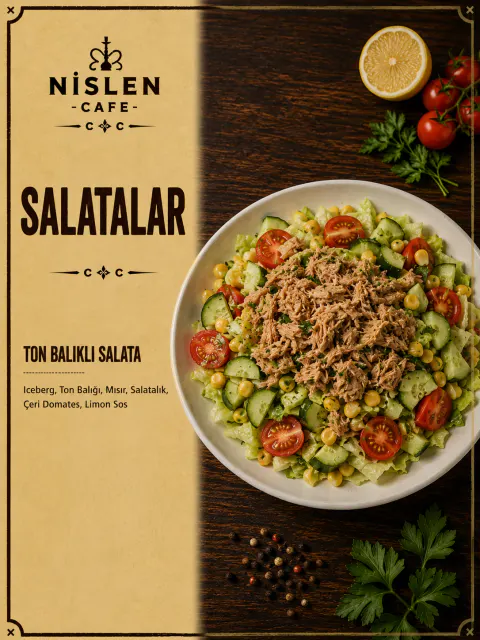 NİSLEN
- CAFE -
C C
SALATALAR
C C
TON BALIKLI SALATA
Iceberg, Ton Balığı, Mısır, Salatalık,
Çeri Domates, Limon Sos